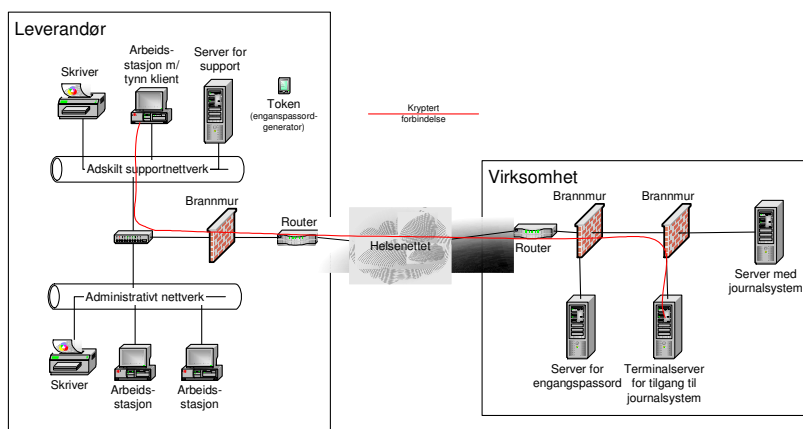 Leverandør
Skriver
Arbeids-
stasjon m/
tynn klient
Server for
support
Token
(enganspassord-
generator)
Adskilt supportnettverk
Brannmur
Router
Administrativt nettverk
Skriver
Arbeids-
stasjon
Arbeids-
stasjon
Kryptert
forbindelse
Helsenettet
Virksomhet
Router
Brannmur
Brannmur
Server med
journalsystem
Server for
engangspassord
Terminalserver
for tilgang til
journalsystem